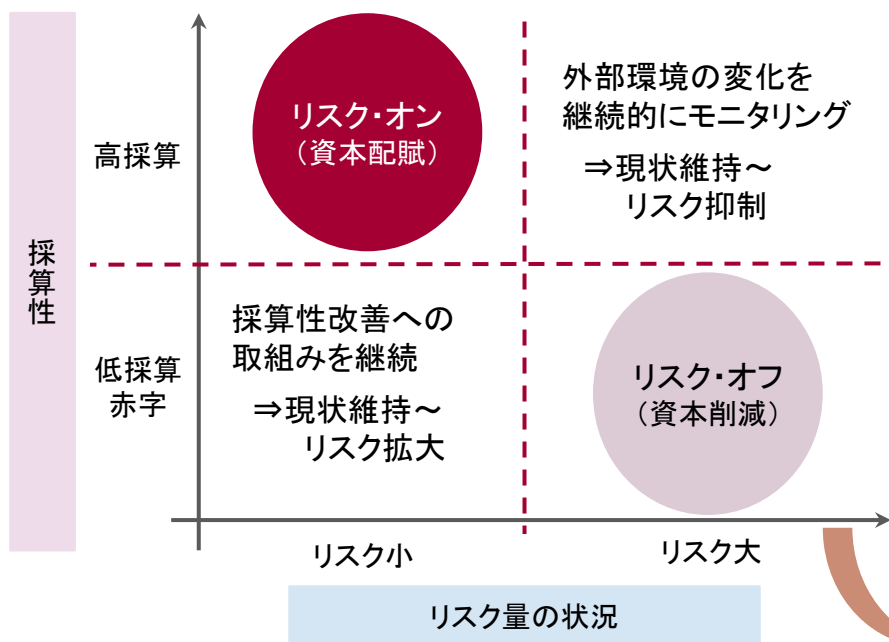 採算性
高採算
リスク・オン
（資本配賦）
外部環境の変化を
継続的にモニタリング
⇒現状維持～
リスク抑制
低採算
赤字
採算性改善への
取組みを継続
⇒現状維持～
リスク拡大
リスク・オフ
（資本削減）
リスク小
リスク大
リスク量の状況